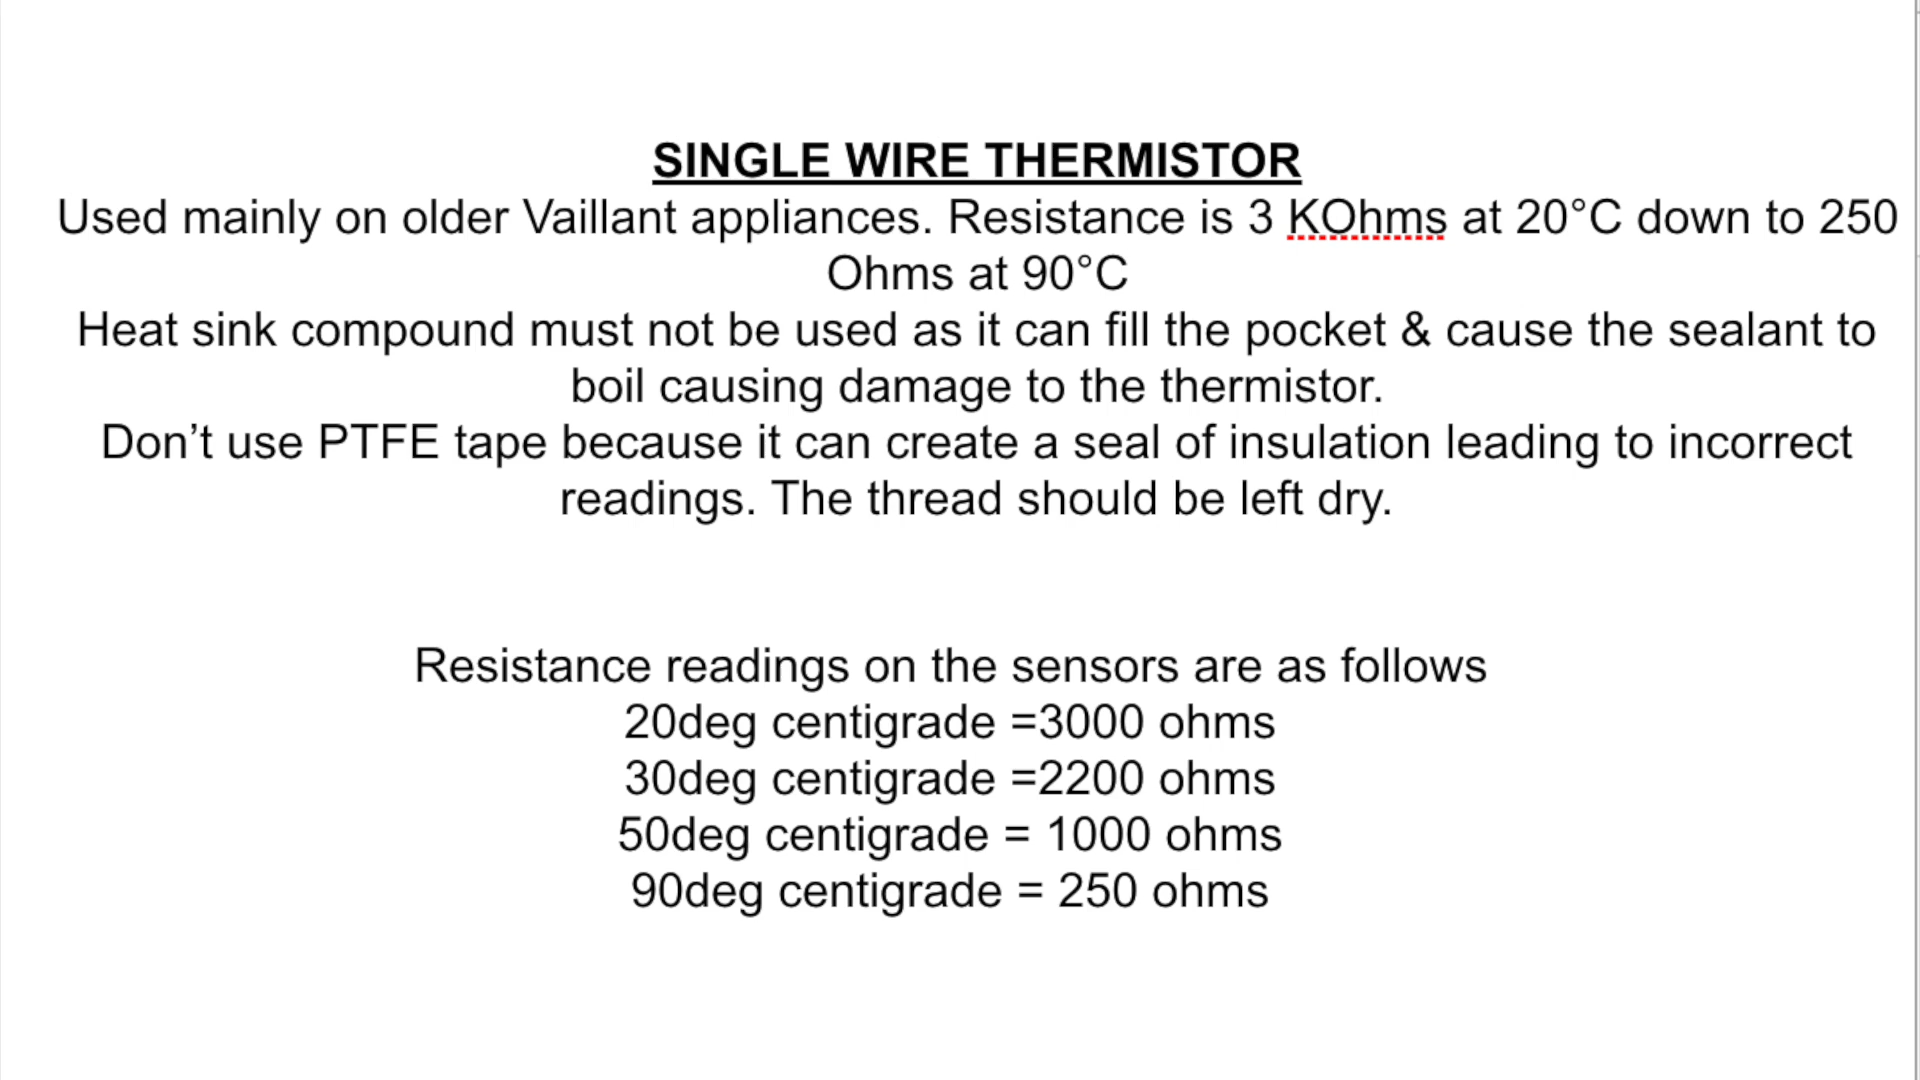 SINGLE WIRE THERMISTOR
Used mainly on older Vaillant appliances. Resistance is 3 KOhms at 20°C down to 250
Ohms at 90°C
Heat sink compound must not be used as it can fill the pocket & cause the sealant to
boil causing damage to the thermistor.
Don’t use PTFE tape because it can create a seal of insulation leading to incorrect
readings. The thread should be left dry.
Resistance readings on the sensors are as follows
20deg centigrade =3000 ohms
30deg centigrade =2200 ohms
50deg centigrade = 1000 ohms
90deg centigrade = 250 ohms